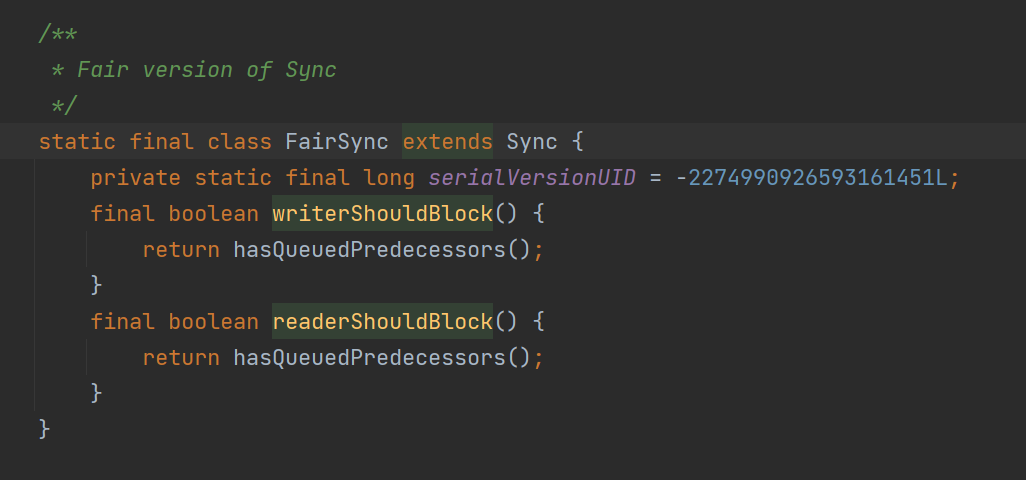 /**
 * Fair version of Sync
 */
static final class FairSync extends Sync {
    private static final long serialVersionUID = -2274990926593161451L;
    final boolean writerShouldBlock() {
        return hasQueuedPredecessors();
    }
    final boolean readerShouldBlock() {
        return hasQueuedPredecessors();
    }
}